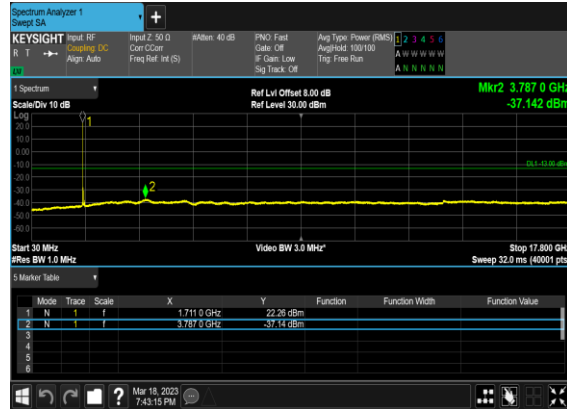 Spectrum Analyzer 1
Swept SA
+
KEYSIGHT Input: RF Input Z: 50 Ω #Atten: 40 dB PNO: Fast Avg Type: Power (RMS) 1 2 3 4 5 6
R T Coupling: DC Corr CCorr Gate: Off Avg|Hold: 100/100 A W W W W W
Align: Auto Freq Ref: Int (S) IF Gain: Low Trig: Free Run
Sig Track: Off A N N N N N
1 Spectrum Ref Lvl Offset 8.00 dB Mkr2 3.787 0 GHz
Scale/Div 10 dB Ref Level 30.00 dBm -37.142 dBm
Log
1
20.0
10.0
0.00
-10.0
DL1 -13.00 dBm
-20.0
2
-30.0
-40.0
-50.0
-60.0
Start 30 MHz Video BW 3.0 MHz* Stop 17.800 GHz
#Res BW 1.0 MHz Sweep 32.0 ms (40001 pts)
5 Marker Table
Mode Trace Scale X Y Function Function Width Function Value
1 N 1 f 1.711 0 GHz 22.26 dBm
2 N 1 f 3.787 0 GHz -37.14 dBm
3
4
5
6
? Mar 18, 2023
7:43:15 PM